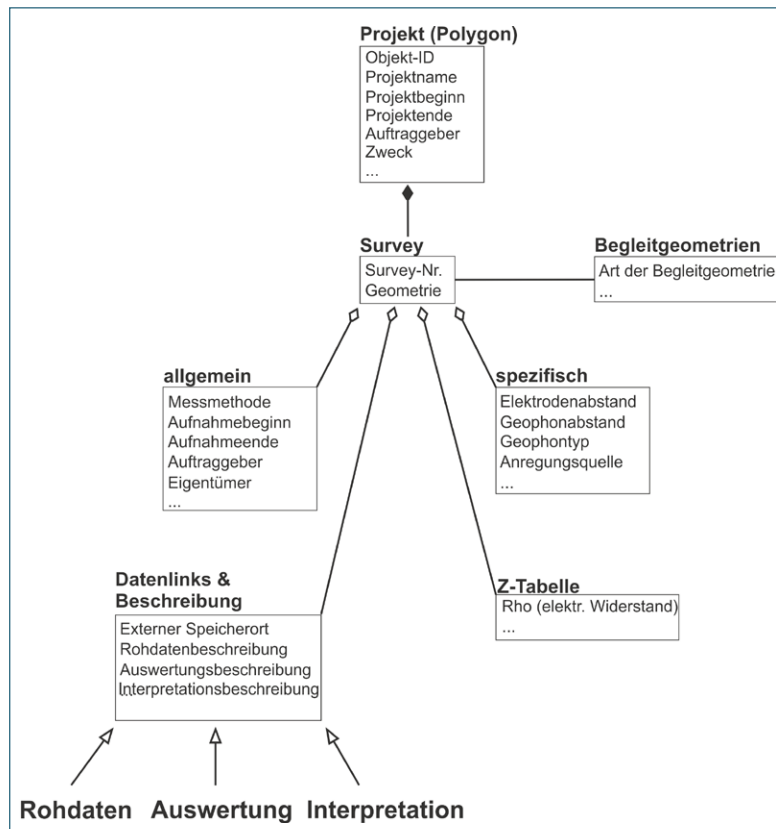 Projekt (Polygon)
Objekt-ID
Projektname
Projektbeginn
Projektende
Auftraggeber
Zweck
...
Survey
Survey-Nr.
Geometrie
Begleitgeometrien
Art der Begleitgeometrie
...
allgemein
Messmethode
Aufnahmebeginn
Aufnahmeende
Auftraggeber
Eigentümer
...
spezifisch
Elektrodenabstand
Geophonabstand
Geophontyp
Anregungsquelle
...
Datenlinks &
Beschreibung
Externer Speicherort
Rohdatenbeschreibung
Auswertungsbeschreibung
Interpretationsbeschreibung
...
Z-Tabelle
Rho (elektr. Widerstand)
...
Rohdaten Auswertung Interpretation